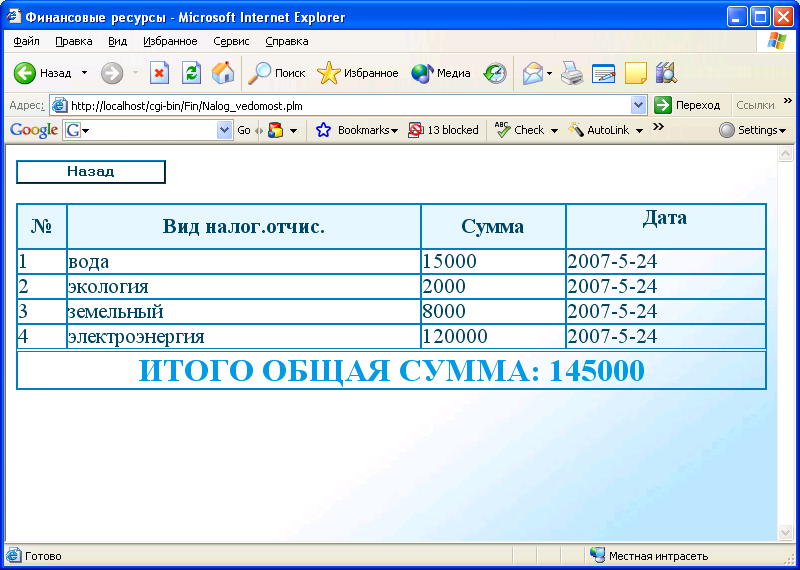 Финансовые ресурсы - Microsoft Internet Explorer
Файл Правка Вид Избранное Сервис Справка
Назад Поиск Избранное Медиа
Адрес: http://localhost/cgi-bin/Fin/Nalog_vedomost.plm Переход Ссылки »
Google G Go Bookmarks 13 blocked ABC Check AutoLink » Settings
Назад
№ Вид налог.отчис. Сумма Дата
1 вода 15000 2007-5-24
2 экология 2000 2007-5-24
3 земельный 8000 2007-5-24
4 электроэнергия 120000 2007-5-24
ИТОГО ОБЩАЯ СУММА: 145000
Готово Местная интрасеть